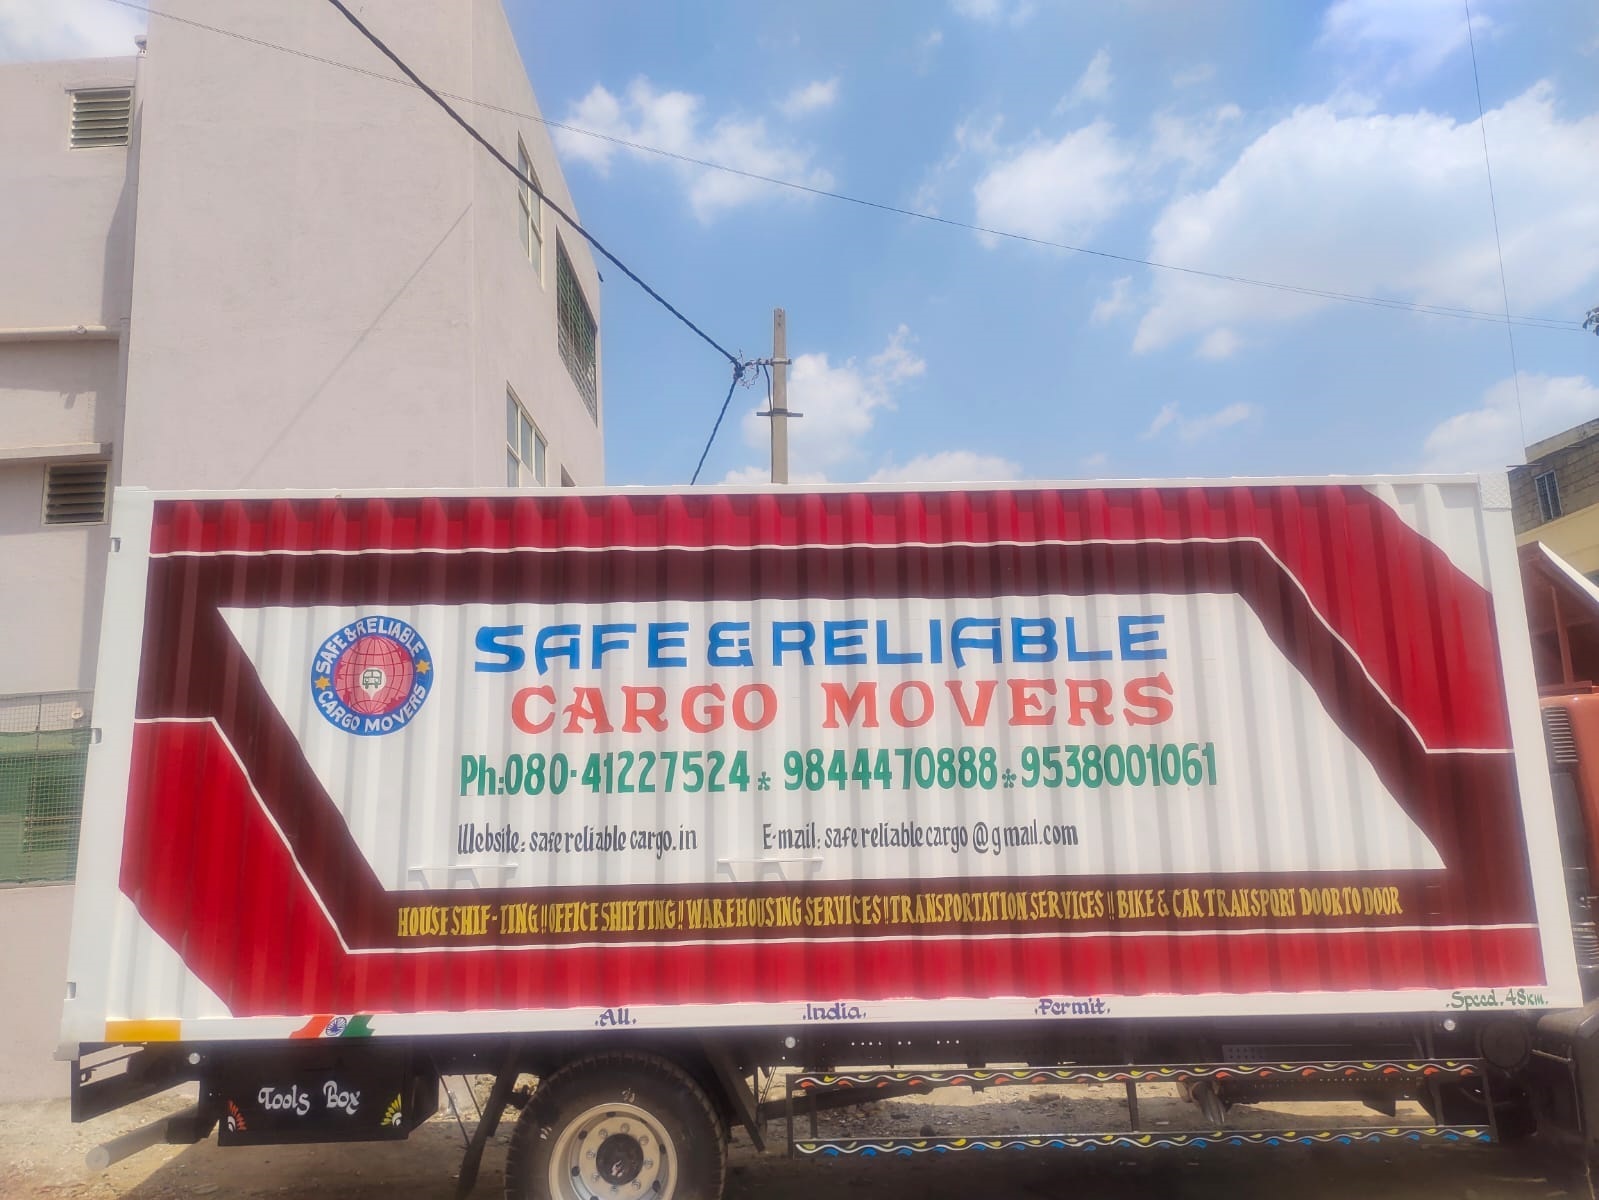 SAFE & RELIABLE
CARGO MOVERS
SAFE & RELIABLE
CARGO MOVERS
Ph:080-41227524 * 9844470888 * 9538001061
Website: safereliablecargo.in E-mail: safereliablecargo@gmail.com
HOUSE SHIF-TING !! OFFICE SHIFTING !! WAREHOUSING SERVICES !! TRANSPORTATION SERVICES !! BIKE & CAR TRANSPORT DOOR TO DOOR
.All. .India. .Permit.
.Speed.48KM.
Tools Box